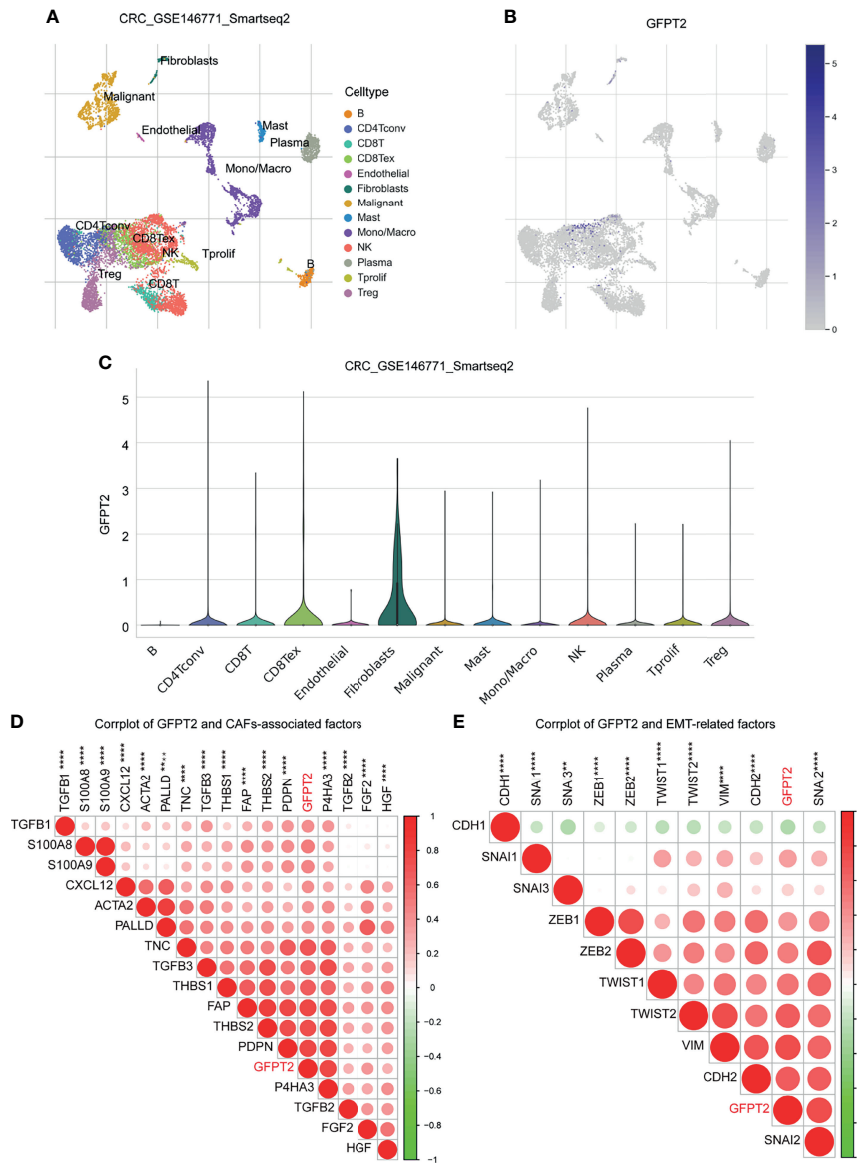 A
CRC_GSE146771_Smartseq2
Fibroblasts
Malignant
Endothelial
Mast
Plasma
Mono/Macro
CD4Tconv
CD8Tex
NK
Tprolif
Treg
CD8T
B
Celltype
B
CD4Tconv
CD8T
CD8Tex
Endothelial
Fibroblasts
Malignant
Mast
Mono/Macro
NK
Plasma
Tprolif
Treg
B
GFPT2
5
4
3
2
1
0
C
CRC_GSE146771_Smartseq2
GFPT2
5
4
3
2
1
0
B
CD4Tconv
CD8T
CD8Tex
Endothelial
Fibroblasts
Malignant
Mast
Mono/Macro
NK
Plasma
Tprolif
Treg
D
Corrplot of GFPT2 and CAFs-associated factors
TGFB1 ****
S100A8 ****
S100A9 ****
CXCL12 ****
ACTA2 ****
PALLD ****
TNC ****
TGFB3 ****
THBS1 ****
FAP ****
THBS2 ****
PDPN ****
GFPT2
P4HA3 ****
TGFB2 ****
FGF2 ****
HGF ****
TGFB1
S100A8
S100A9
CXCL12
ACTA2
PALLD
TNC
TGFB3
THBS1
FAP
THBS2
PDPN
GFPT2
P4HA3
TGFB2
FGF2
HGF
1
0.8
0.6
0.4
0.2
0
−0.2
−0.4
−0.6
−0.8
−1
E
Corrplot of GFPT2 and EMT-related factors
CDH1****
SNA 1****
SNA 3**
ZEB1****
ZEB2****
TWIST1****
TWIST2****
VIM****
CDH2****
GFPT2
SNA 2****
CDH1
SNAI1
SNAI3
ZEB1
ZEB2
TWIST1
TWIST2
VIM
CDH2
GFPT2
SNAI2